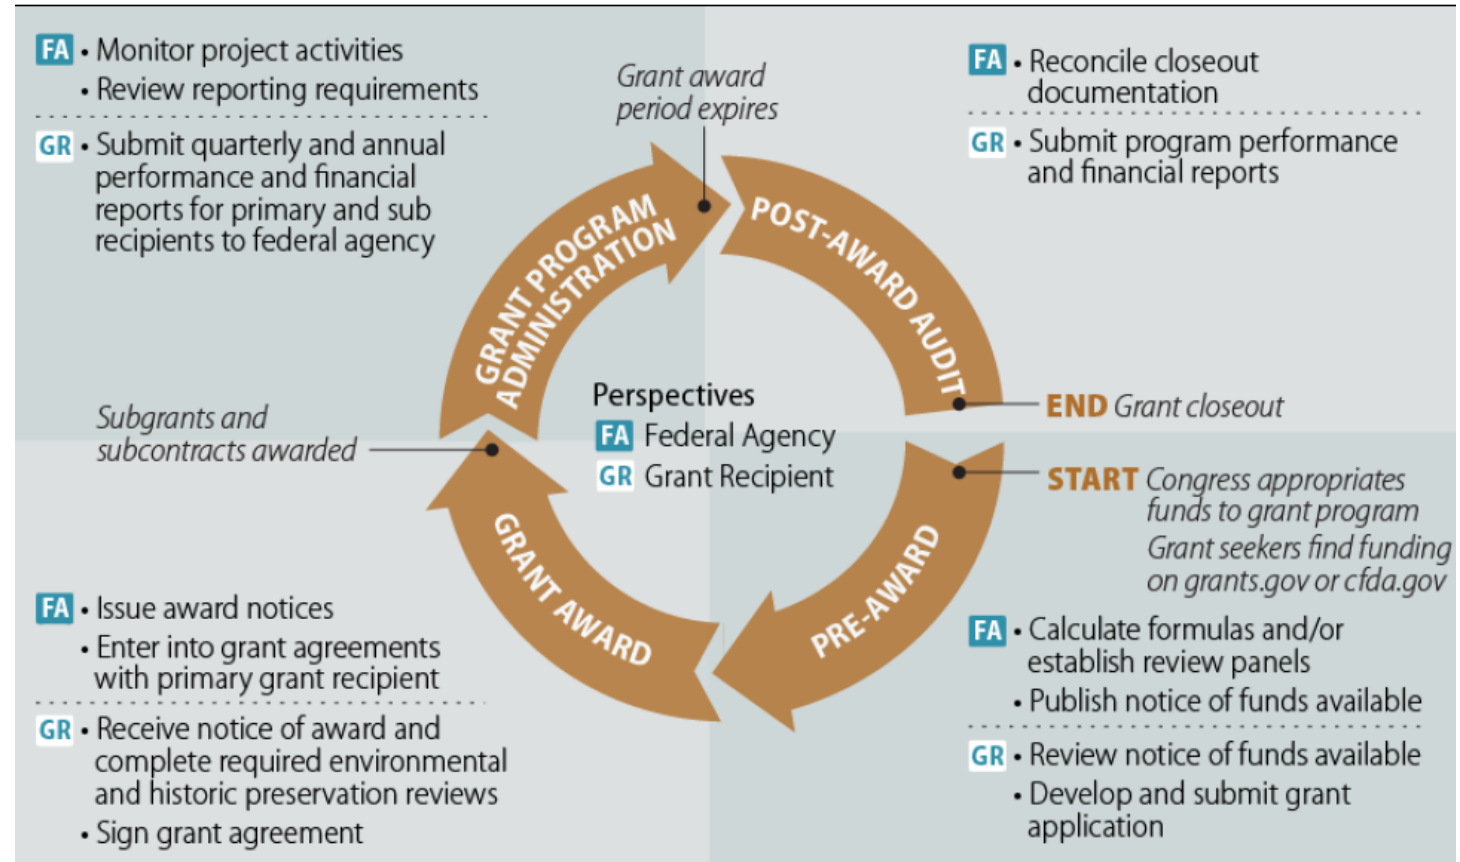 FA • Monitor project activities
• Review reporting requirements
GR • Submit quarterly and annual
performance and financial
reports for primary and sub
recipients to federal agency
Grant award
period expires
FA • Reconcile closeout
documentation
GR • Submit program performance
and financial reports
GRANT PROGRAM
ADMINISTRATION
POST-AWARD AUDIT
Subgrants and
subcontracts awarded
Perspectives
FA Federal Agency
GR Grant Recipient
END Grant closeout
START Congress appropriates
funds to grant program
Grant seekers find funding
on grants.gov or cfda.gov
GRANT AWARD
PRE-AWARD
FA • Issue award notices
• Enter into grant agreements
with primary grant recipient
GR • Receive notice of award and
complete required environmental
and historic preservation reviews
• Sign grant agreement
FA • Calculate formulas and/or
establish review panels
• Publish notice of funds available
GR • Review notice of funds available
• Develop and submit grant
application